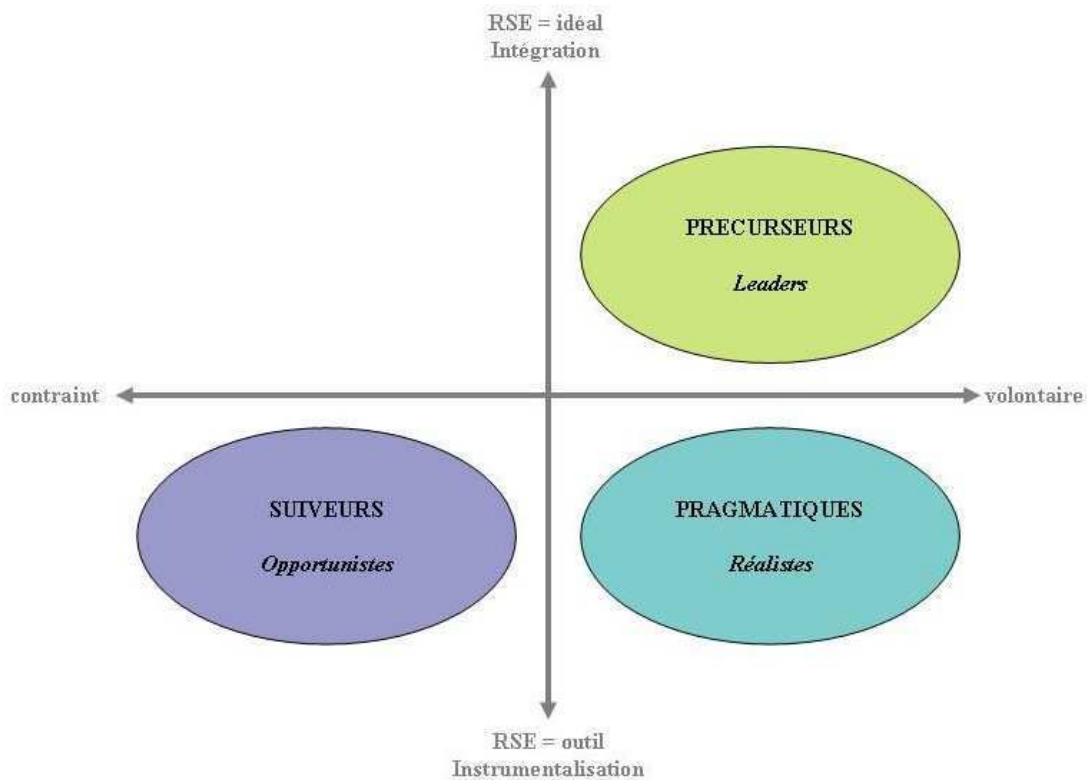 RSE = idéal
Intégration
PRECURSEURS
Leaders
contraint
volontaire
SUIVEURS
Opportunistes
PRAGMATIQUES
Réalistes
RSE = outil
Instrumentalisation